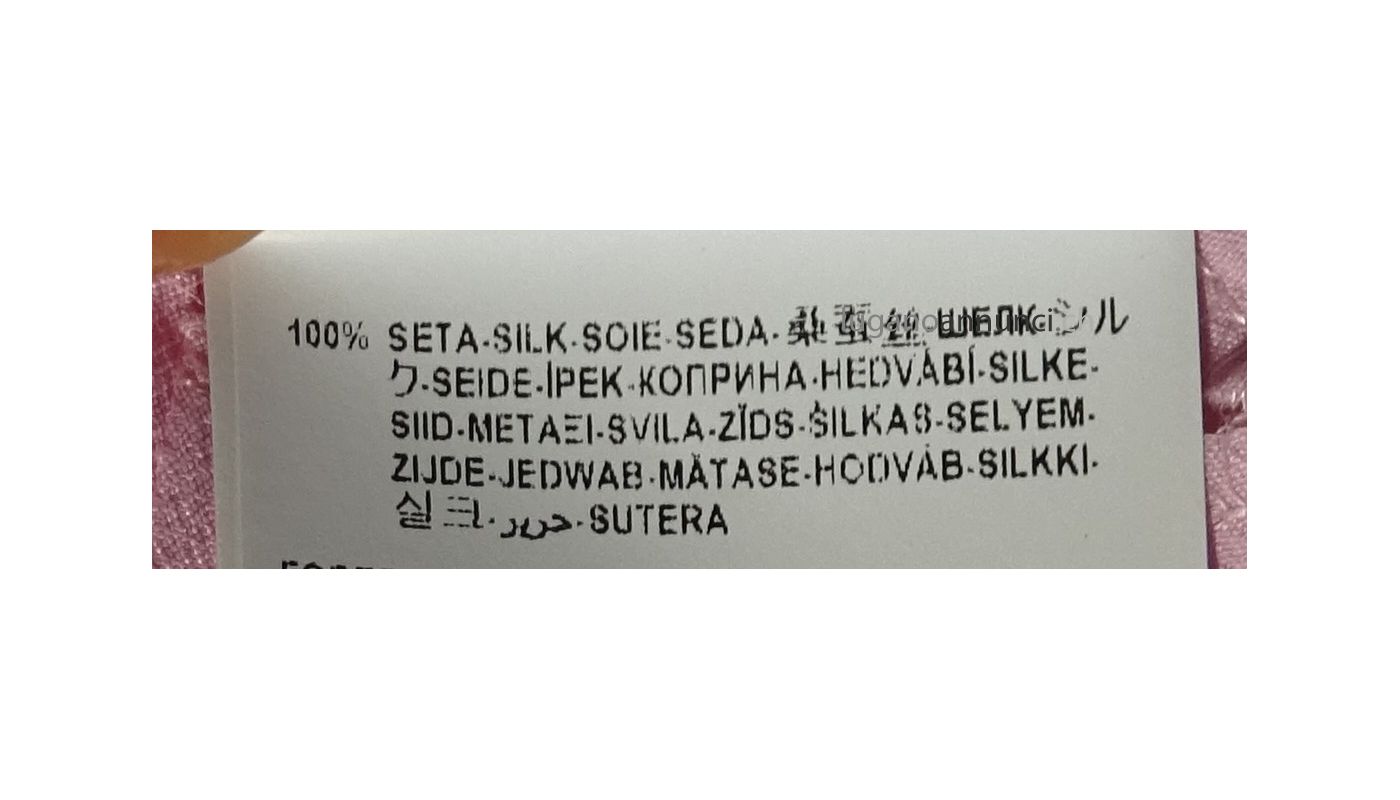 100% SETA·SILK·SOIE·SEDA·桑蚕丝·ШЕЛК·シル
ク·SEIDE·İPEK·КОПРИНА·HEDVÁBÍ·SILKE·
SIID·ΜΕΤΑΞΙ·SVILA·ZĪDS·ŠILKAS·SELYEM·
ZIJDE·JEDWAB·MĂTASE·HODVÁB·SILKKI·
실크·حرير·SUTERA